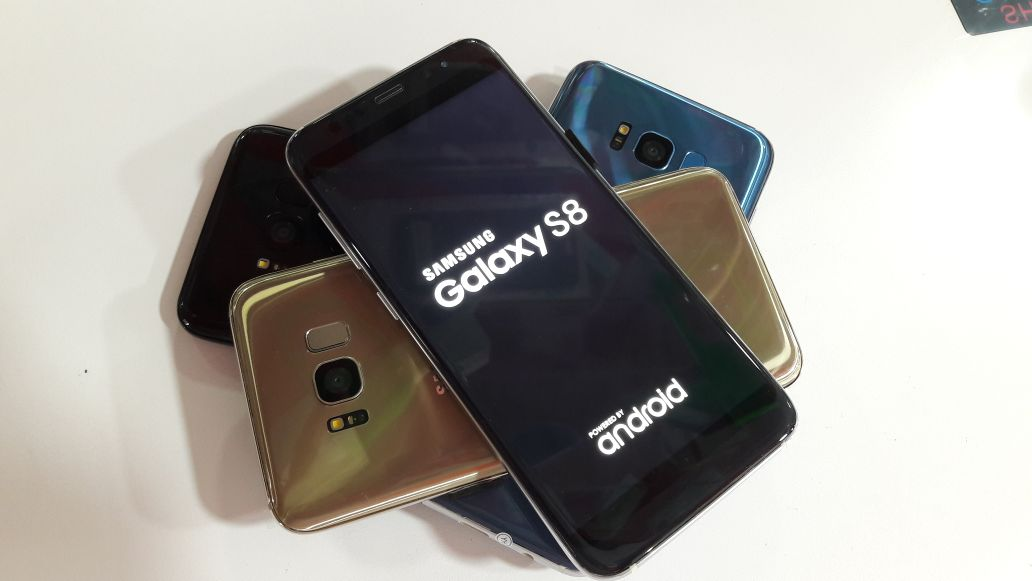 SAMSUNG
Galaxy S8
POWERED BY
android